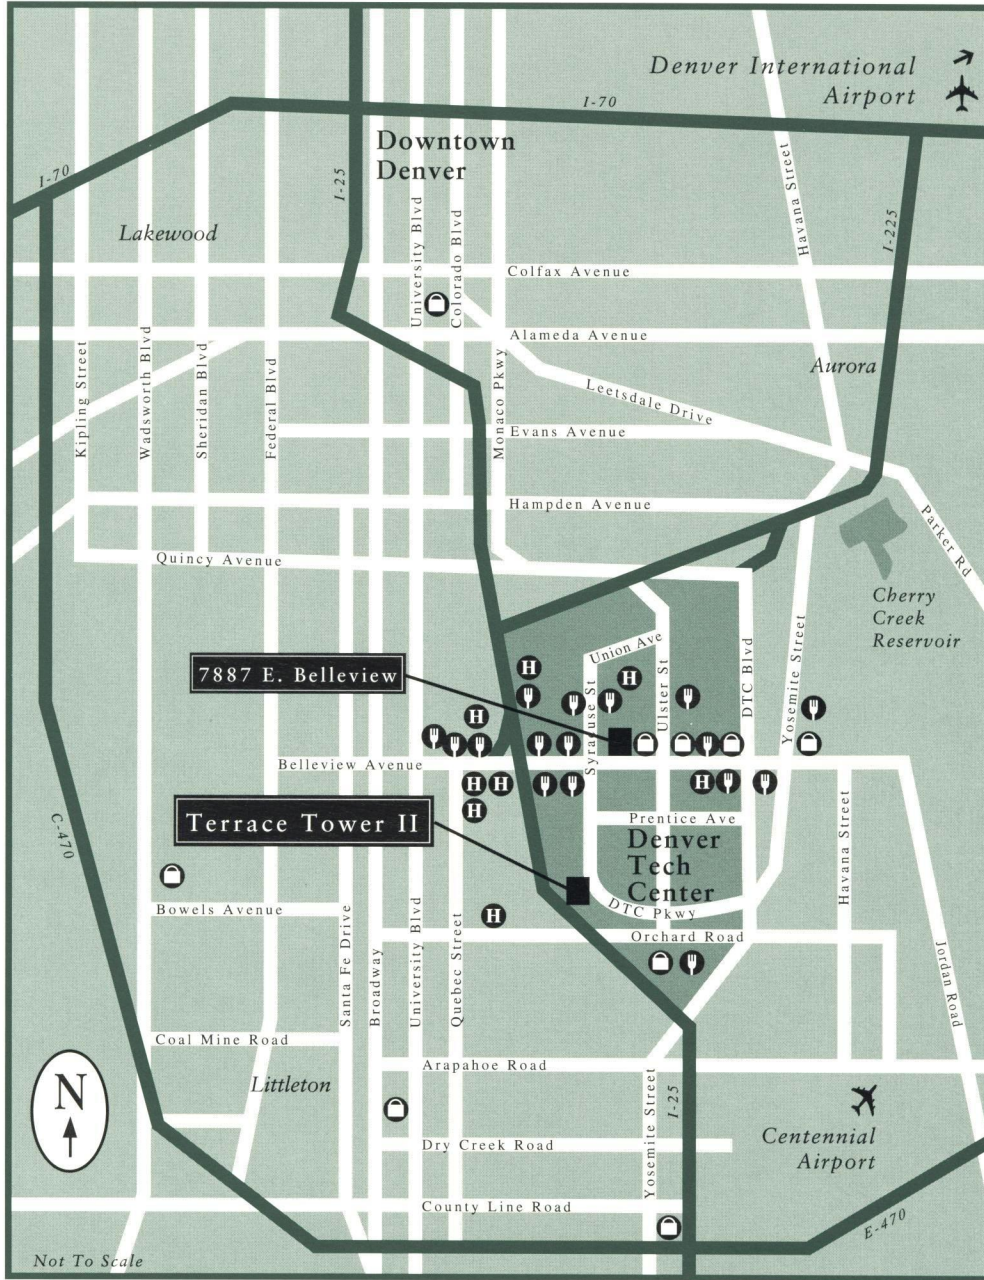 Denver International
Airport
I-70
Downtown
Denver
I-70
I-25
Havana Street
I-225
Lakewood
University Blvd
Colorado Blvd
Colfax Avenue
Alameda Avenue
Kipling Street
Wadsworth Blvd
Sheridan Blvd
Federal Blvd
Monaco Pkwy
Aurora
Leetsdale Drive
Evans Avenue
Hampden Avenue
Parker Rd
Quincy Avenue
Cherry
Creek
Reservoir
Union Ave
H
7887 E. Belleview
H
Syracuse St
Ulster St
DTC Blvd
Yosemite Street
H
Belleview Avenue
H
H
H
H
Terrace Tower II
Prentice Ave
Denver
Tech
Center
C-470
Havana Street
DTC Pkwy
Bowels Avenue
H
Orchard Road
Santa Fe Drive
Broadway
University Blvd
Quebec Street
Jordan Road
Coal Mine Road
Arapahoe Road
N
Littleton
Yosemite Street
I-25
Centennial
Airport
Dry Creek Road
County Line Road
E-470
Not To Scale